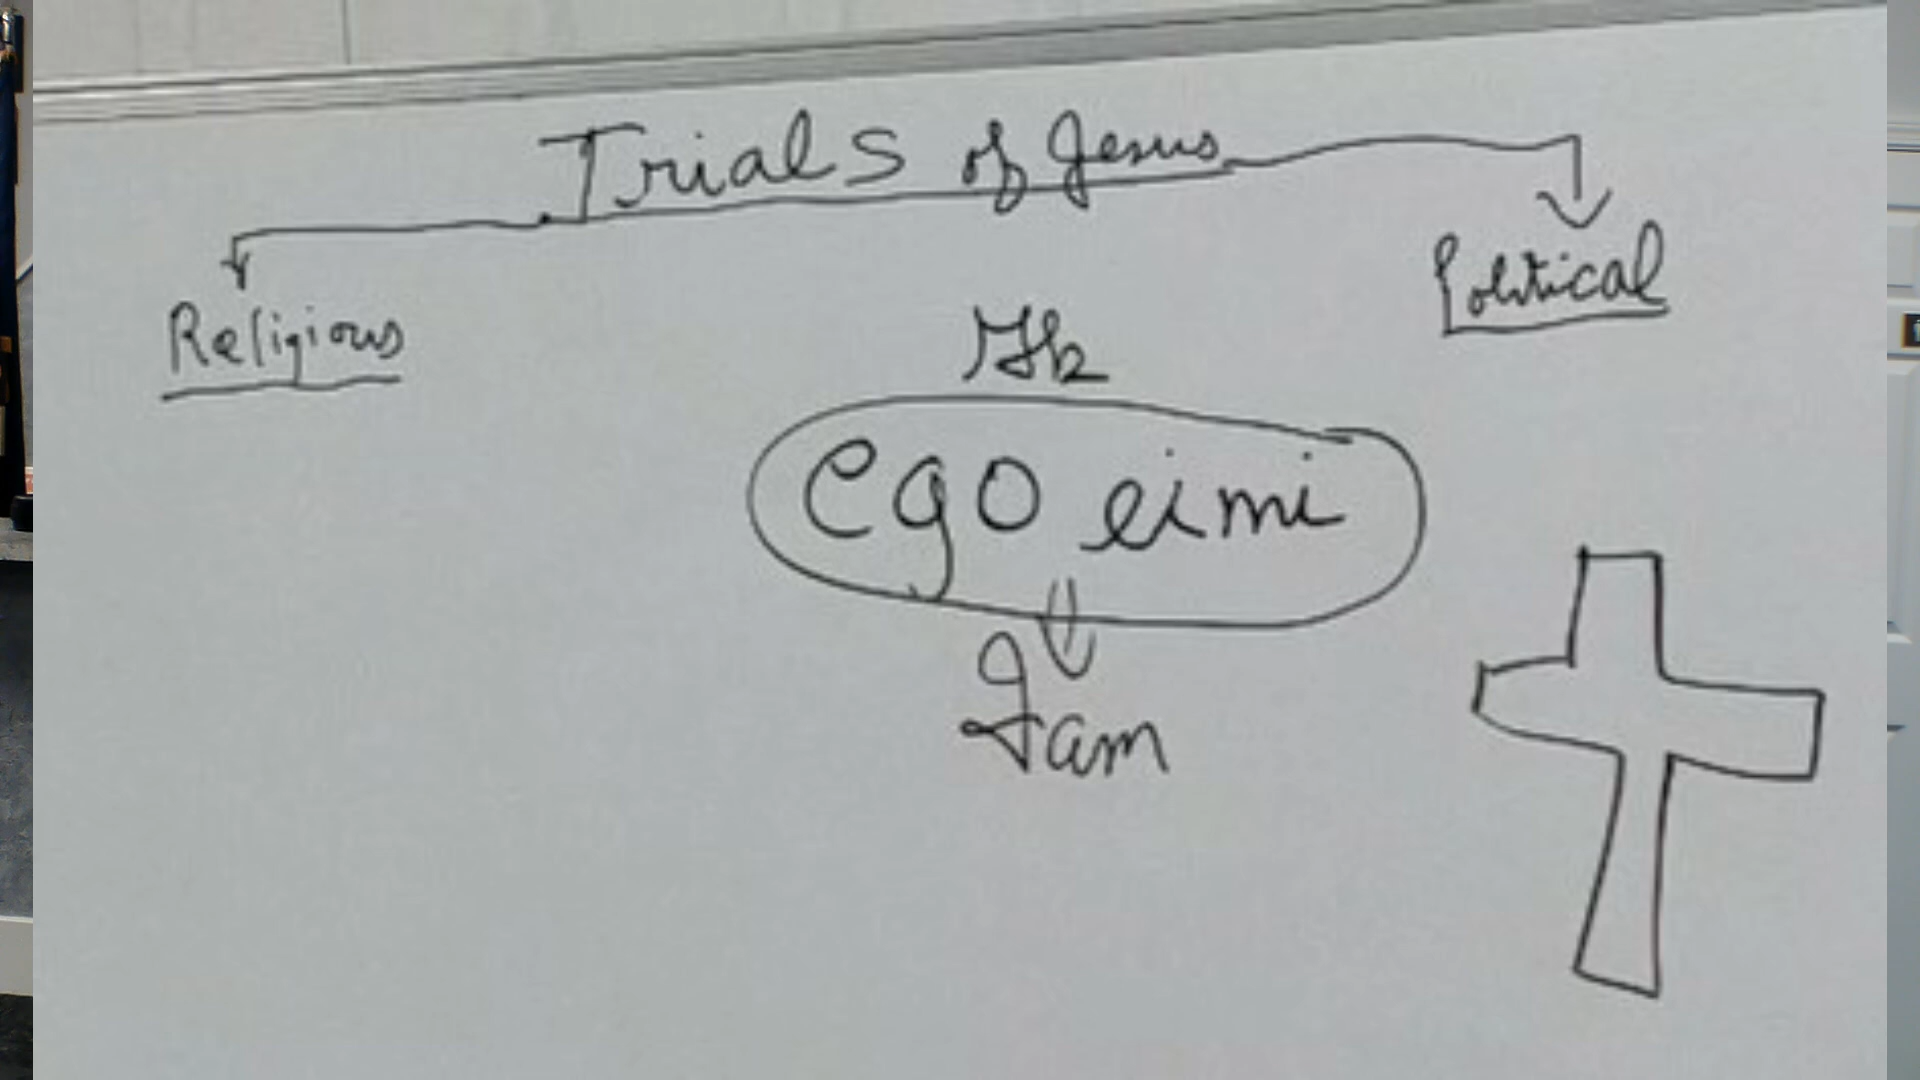 Trials of Jesus
Religious
Political
Gk
ego eimi
I am